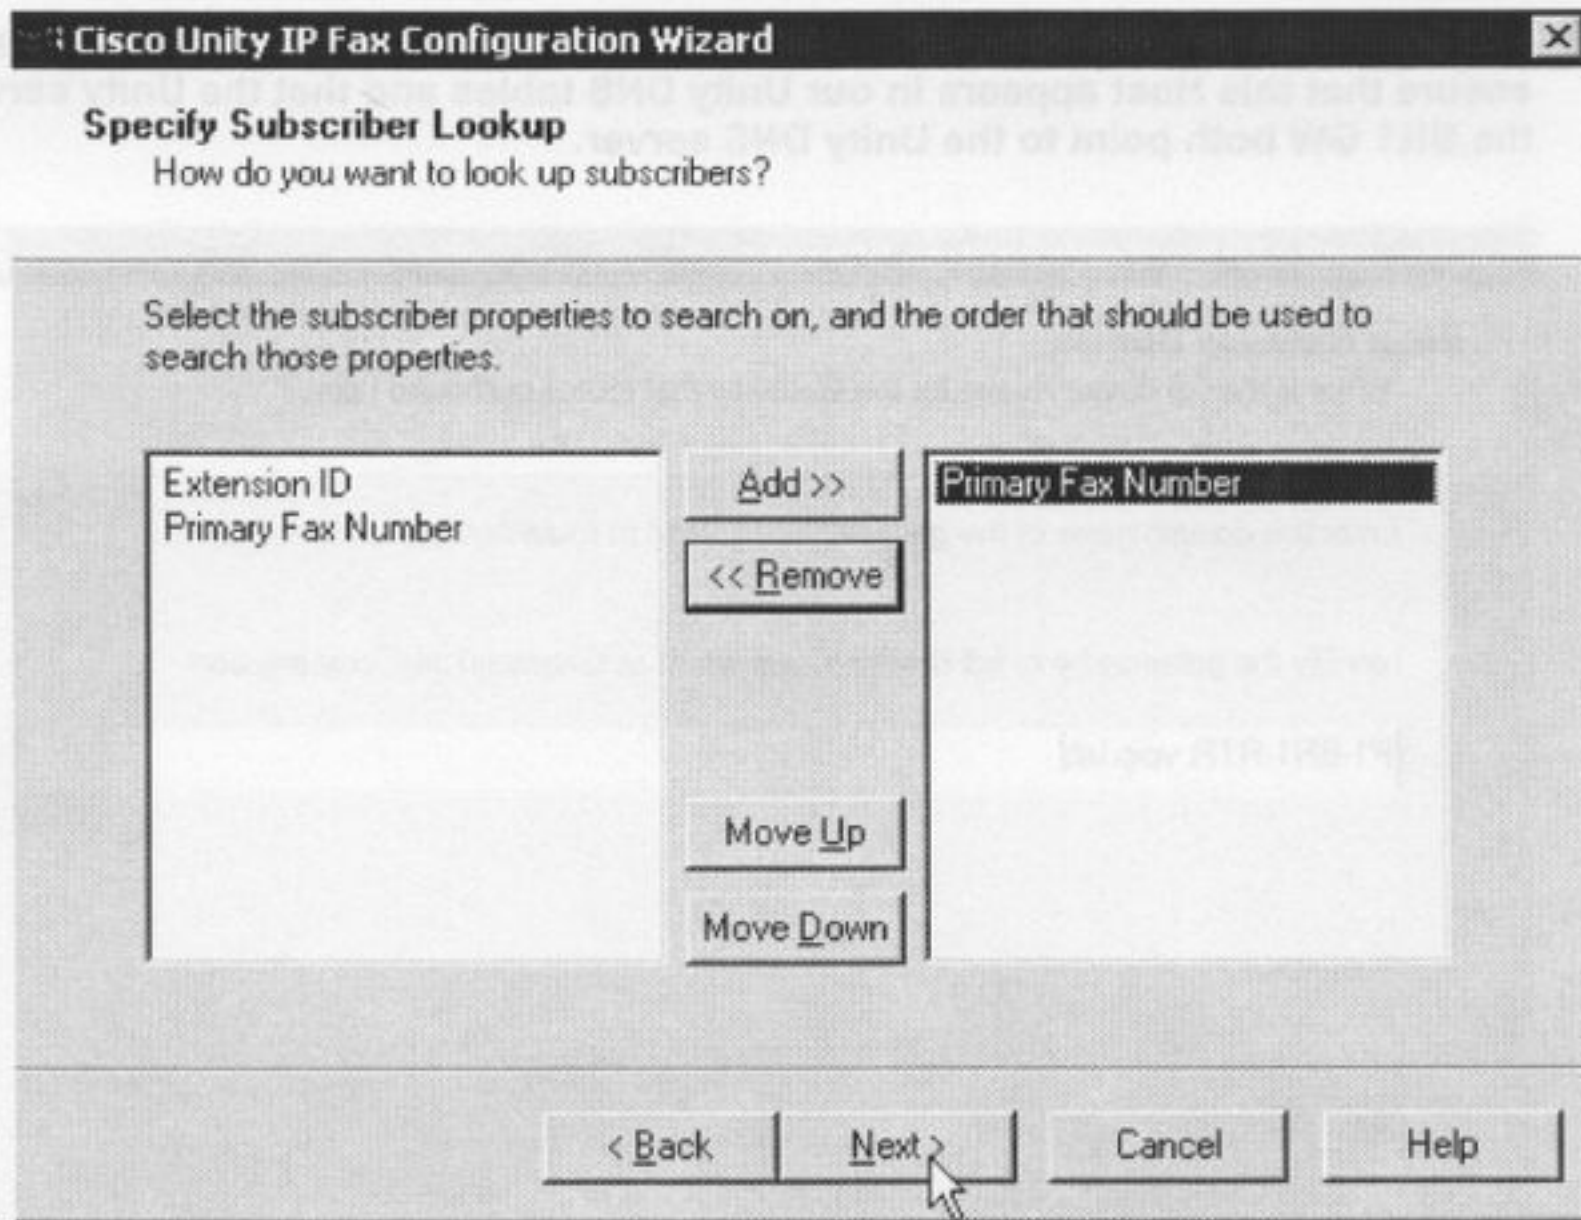 Cisco Unity IP Fax Configuration Wizard
Specify Subscriber Lookup
How do you want to look up subscribers?
Select the subscriber properties to search on, and the order that should be used to
search those properties.
Extension ID
Primary Fax Number
Add >>
<< Remove
Move Up
Move Down
Primary Fax Number
< Back
Next >
Cancel
Help